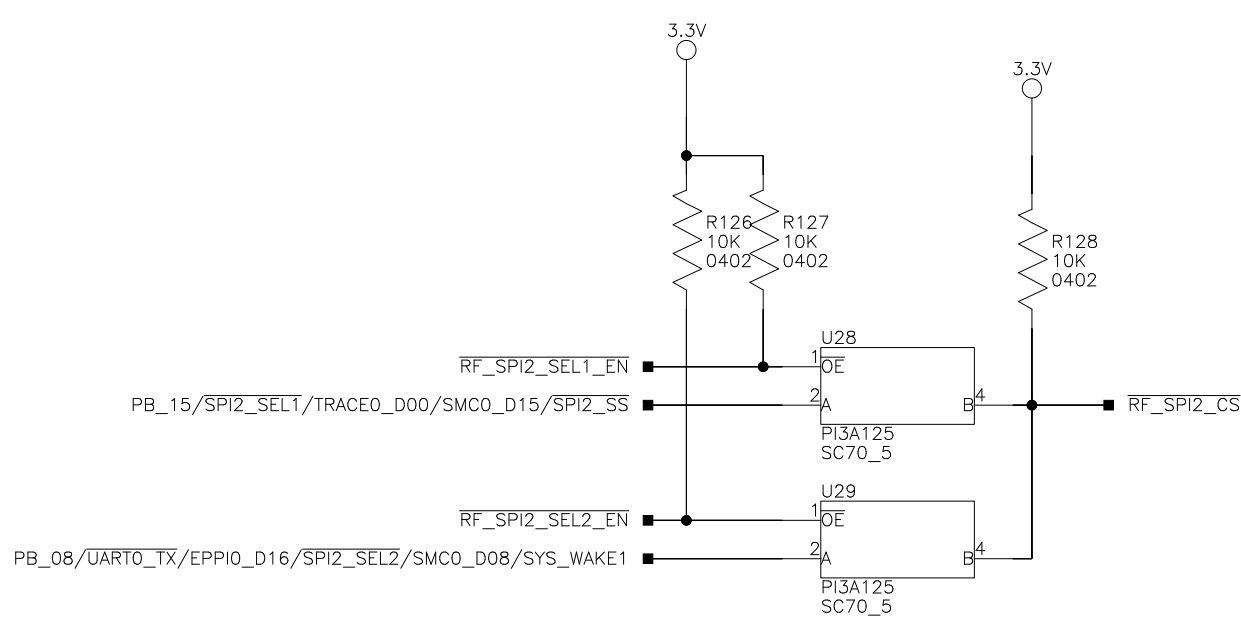 3.3V
3.3V
R126
10K
0402
R127
10K
0402
R128
10K
0402
U28
RF_SPI2_SEL1_EN
1
OE
PB_15/SPI2_SEL1/TRACE0_D00/SMC0_D15/SPI2_SS
2
A
B
4
RF_SPI2_CS
PI3A125
SC70_5
U29
RF_SPI2_SEL2_EN
1
OE
PB_08/UART0_TX/EPPI0_D16/SPI2_SEL2/SMC0_D08/SYS_WAKE1
2
A
B
4
PI3A125
SC70_5